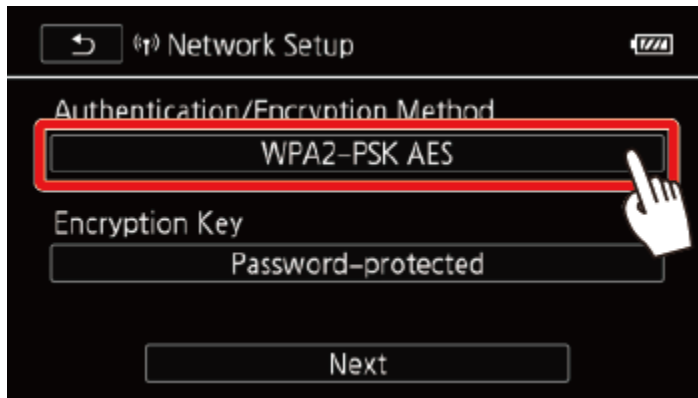 Network Setup
Authentication/Encryption Method
WPA2-PSK AES
Encryption Key
Password-protected
Next